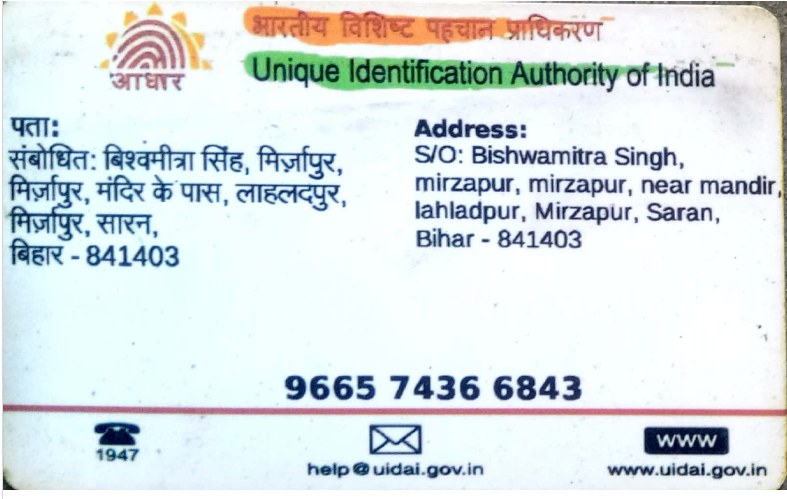 भारतीय विशिष्ट पहचान प्राधिकरण
Unique Identification Authority of India
आधार
पता:
संबोधित: बिश्वमीत्रा सिंह, मिर्ज़ापुर,
मिर्ज़ापुर, मंदिर के पास, लाहलदपुर,
मिर्ज़ापुर, सारन,
बिहार - 841403
Address:
S/O: Bishwamitra Singh,
mirzapur, mirzapur, near mandir,
lahladpur, Mirzapur, Saran,
Bihar - 841403
9665 7436 6843
1947
help@uidai.gov.in
www
www.uidai.gov.in